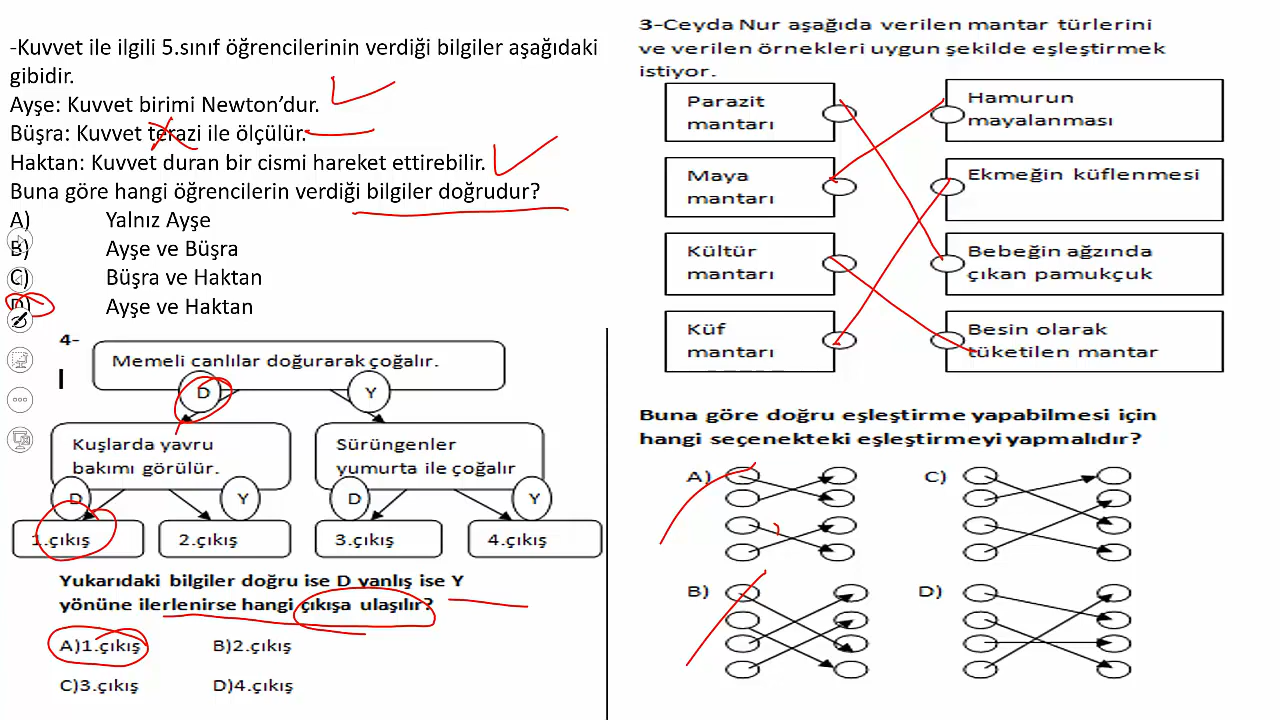 -Kuvvet ile ilgili 5.sınıf öğrencilerinin verdiği bilgiler aşağıdaki
gibidir.
Ayşe: Kuvvet birimi Newton’dur.
Büşra: Kuvvet terazi ile ölçülür.
Haktan: Kuvvet duran bir cismi hareket ettirebilir.
Buna göre hangi öğrencilerin verdiği bilgiler doğrudur?
A) Yalnız Ayşe
B) Ayşe ve Büşra
C) Büşra ve Haktan
D) Ayşe ve Haktan
4-
Memeli canlılar doğurarak çoğalır.
D Y
Kuşlarda yavru
bakımı görülür.
Sürüngenler
yumurta ile çoğalır
D Y D Y
1.çıkış 2.çıkış 3.çıkış 4.çıkış
Yukarıdaki bilgiler doğru ise D yanlış ise Y
yönüne ilerlenirse hangi çıkışa ulaşılır?
A)1.çıkış B)2.çıkış
C)3.çıkış D)4.çıkış
3-Ceyda Nur aşağıda verilen mantar türlerini
ve verilen örnekleri uygun şekilde eşleştirmek
istiyor.
Parazit
mantarı
Hamurun
mayalanması
Maya
mantarı
Ekmeğin küflenmesi
Kültür
mantarı
Bebeğin ağzında
çıkan pamukçuk
Küf
mantarı
Besin olarak
tüketilen mantar
Buna göre doğru eşleştirme yapabilmesi için
hangi seçenekteki eşleştirmeyi yapmalıdır?
A) C)
B) D)